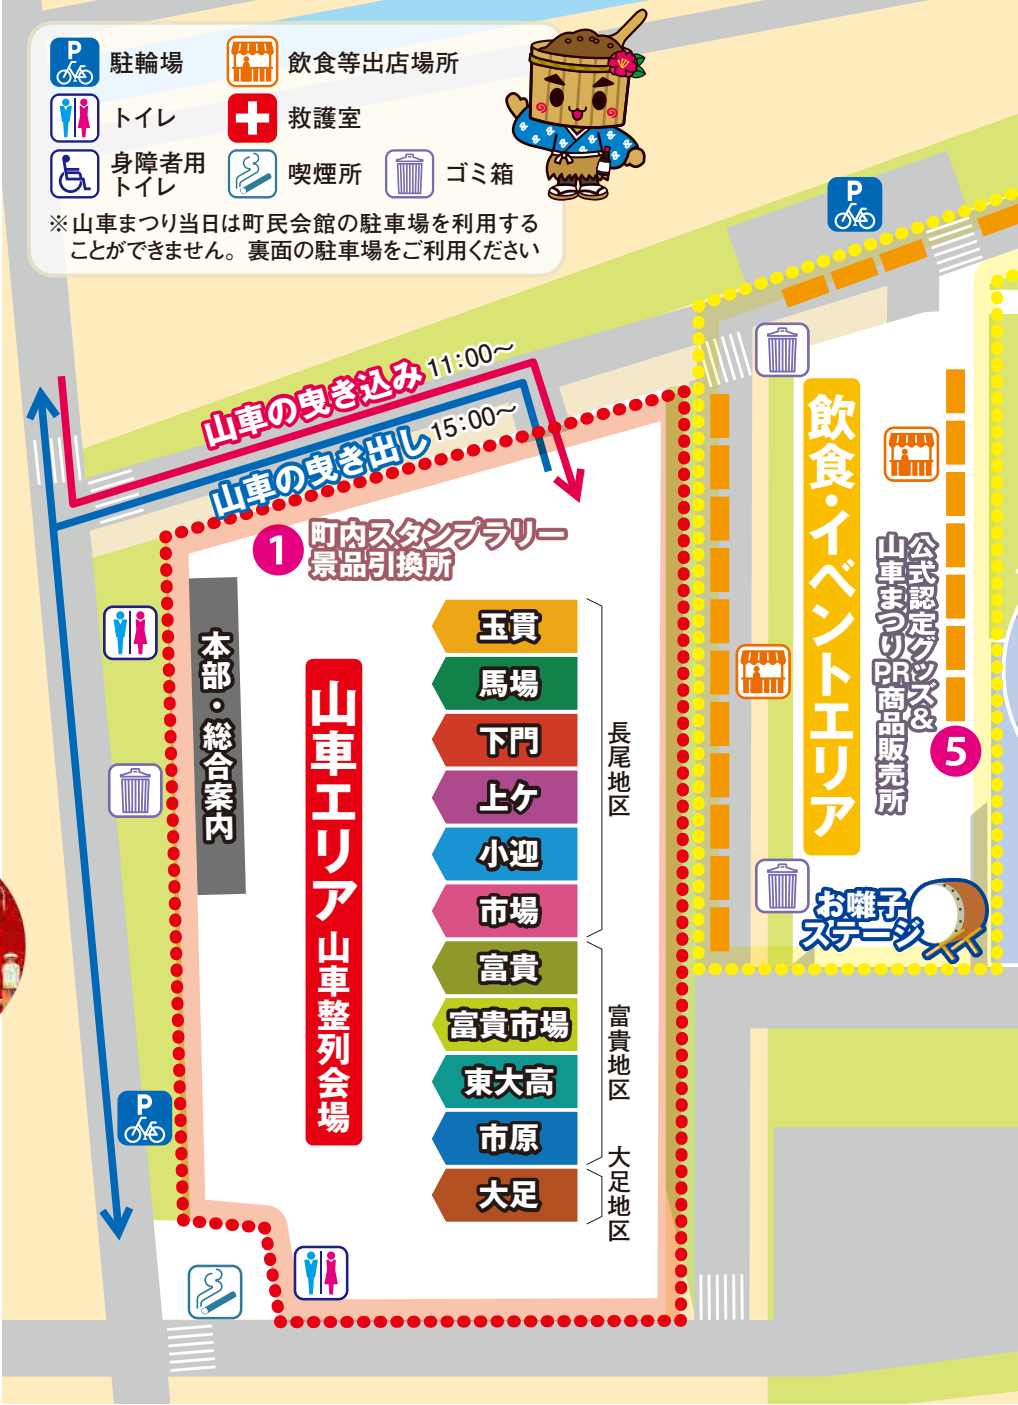 P
駐輪場
飲食等出店場所
トイレ
救護室
身障者用
トイレ
喫煙所
ゴミ箱
※山車まつり当日は町民会館の駐車場を利用する
ことができません。裏面の駐車場をご利用ください
P
山車の曳き込み 11:00〜
山車の曳き出し 15:00〜
1
町内スタンプラリー
景品引換所
本部・総合案内
山車エリア 山車整列会場
玉貫
馬場
下門
上ケ
小迎
市場
長尾地区
富貴
富貴市場
東大高
市原
富貴地区
大足
大足地区
飲食・イベントエリア
公式認定グッズ&
山車まつりPR商品販売所
5
お囃子
ステージ
P